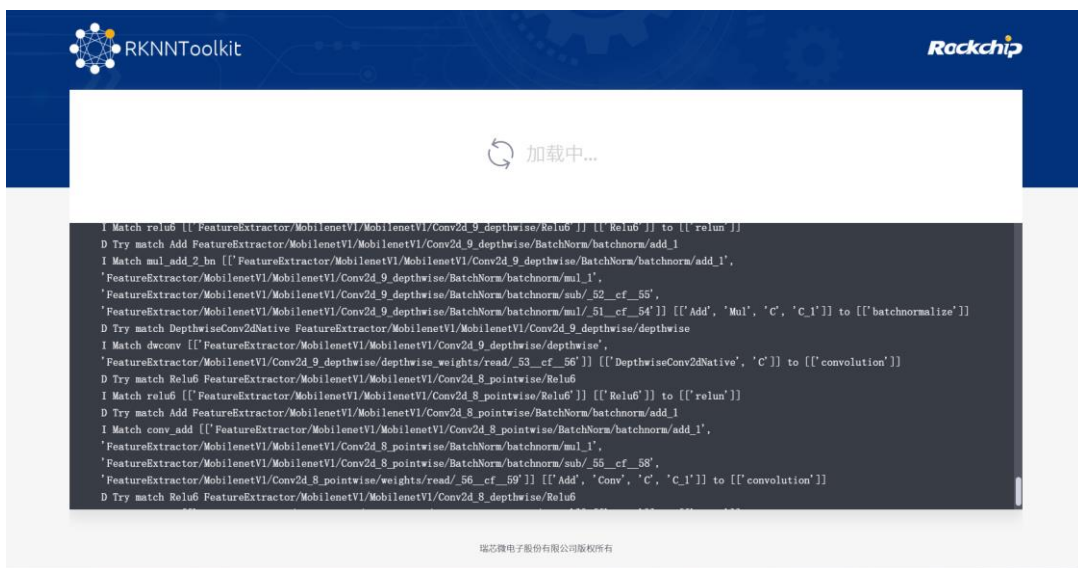 RKNNToolkit
Rockchip
加载中...
I Match relu6 [['FeatureExtractor/MobilenetV1/MobilenetV1/Conv2d_9_depthwise/Relu6']] [['Relu6']] to [['relun']]
D Try match Add FeatureExtractor/MobilenetV1/MobilenetV1/Conv2d_9_depthwise/BatchNorm/batchnorm/add_1
I Match mul_add_2_bn [['FeatureExtractor/MobilenetV1/MobilenetV1/Conv2d_9_depthwise/BatchNorm/batchnorm/add_1',
'FeatureExtractor/MobilenetV1/MobilenetV1/Conv2d_9_depthwise/BatchNorm/batchnorm/mul_1',
'FeatureExtractor/MobilenetV1/MobilenetV1/Conv2d_9_depthwise/BatchNorm/batchnorm/sub/_52__cf__55',
'FeatureExtractor/MobilenetV1/MobilenetV1/Conv2d_9_depthwise/BatchNorm/batchnorm/mul/_51__cf__54']] [['Add', 'Mul', 'C', 'C_1']] to [['batchnormalize']]
D Try match DepthwiseConv2dNative FeatureExtractor/MobilenetV1/MobilenetV1/Conv2d_9_depthwise/depthwise
I Match dwconv [['FeatureExtractor/MobilenetV1/MobilenetV1/Conv2d_9_depthwise/depthwise',
'FeatureExtractor/MobilenetV1/Conv2d_9_depthwise/depthwise_weights/read/_53__cf__56']] [['DepthwiseConv2dNative', 'C']] to [['convolution']]
D Try match Relu6 FeatureExtractor/MobilenetV1/MobilenetV1/Conv2d_8_pointwise/Relu6
I Match relu6 [['FeatureExtractor/MobilenetV1/MobilenetV1/Conv2d_8_pointwise/Relu6']] [['Relu6']] to [['relun']]
D Try match Add FeatureExtractor/MobilenetV1/MobilenetV1/Conv2d_8_pointwise/BatchNorm/batchnorm/add_1
I Match conv_add [['FeatureExtractor/MobilenetV1/MobilenetV1/Conv2d_8_pointwise/BatchNorm/batchnorm/add_1',
'FeatureExtractor/MobilenetV1/MobilenetV1/Conv2d_8_pointwise/BatchNorm/batchnorm/mul_1',
'FeatureExtractor/MobilenetV1/MobilenetV1/Conv2d_8_pointwise/BatchNorm/batchnorm/sub/_55__cf__58',
'FeatureExtractor/MobilenetV1/Conv2d_8_pointwise/weights/read/_56__cf__59']] [['Add', 'Conv', 'C', 'C_1']] to [['convolution']]
D Try match Relu6 FeatureExtractor/MobilenetV1/MobilenetV1/Conv2d_8_depthwise/Relu6
瑞芯微电子股份有限公司版权所有